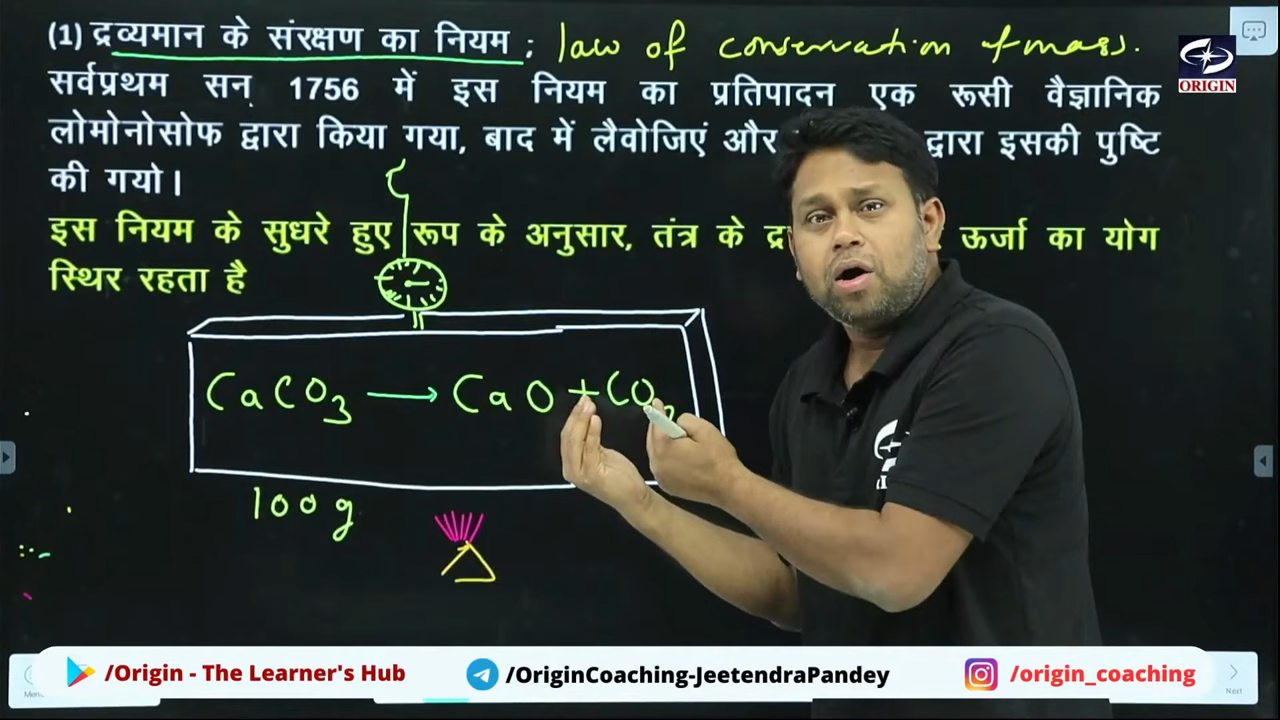 (1) द्रव्यमान के संरक्षण का नियम ; law of conservation of mass.
ORIGIN
सर्वप्रथम सन् 1756 में इस नियम का प्रतिपादन एक रूसी वैज्ञानिक
लोमोनोसोफ द्वारा किया गया, बाद में लैवोजिएं और द्वारा इसकी पुष्टि
की गयो।
इस नियम के सुधरे हुए रूप के अनुसार, तंत्र के ऊर्जा का योग
स्थिर रहता है
CaCO3 → CaO + CO2
100 g
/Origin - The Learner's Hub
/OriginCoaching-JeetendraPandey
/origin_coaching
Next